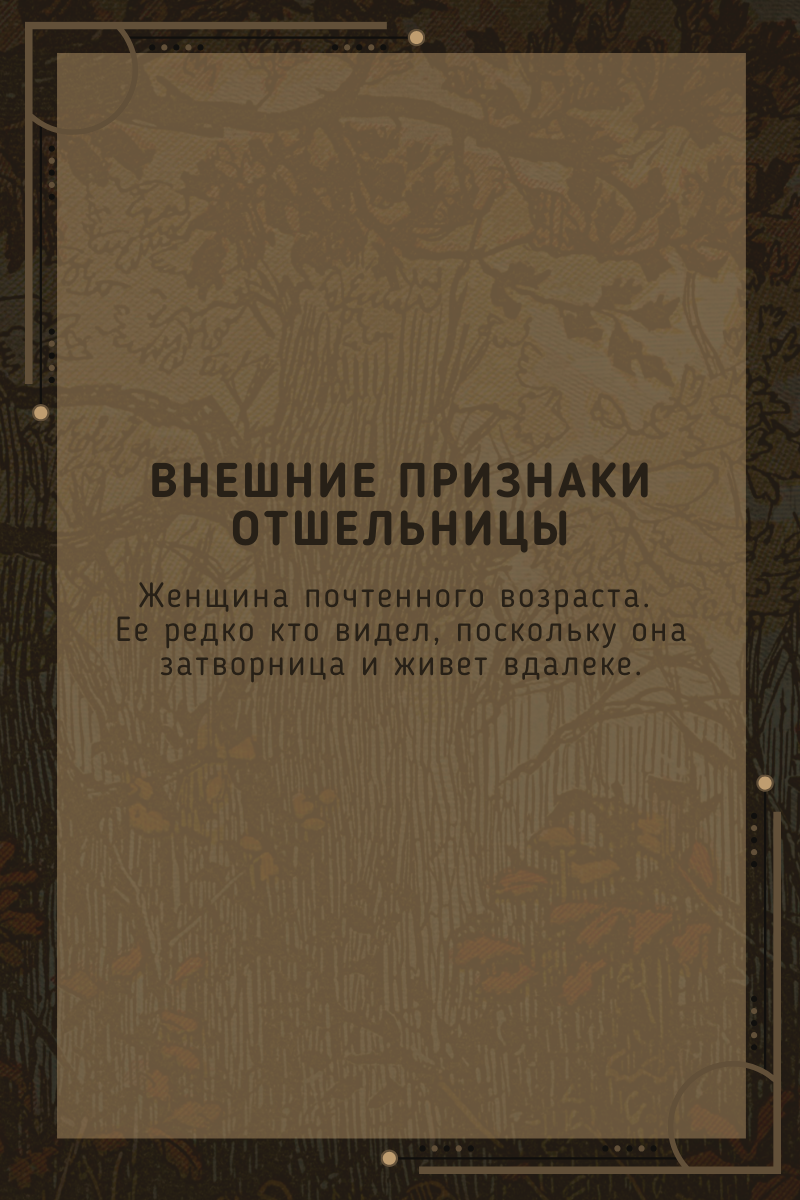 ВНЕШНИЕ ПРИЗНАКИ
ОТШЕЛЬНИЦЫ
Женщина почтенного возраста.
Ее редко кто видел, поскольку она
затворница и живет вдалеке.